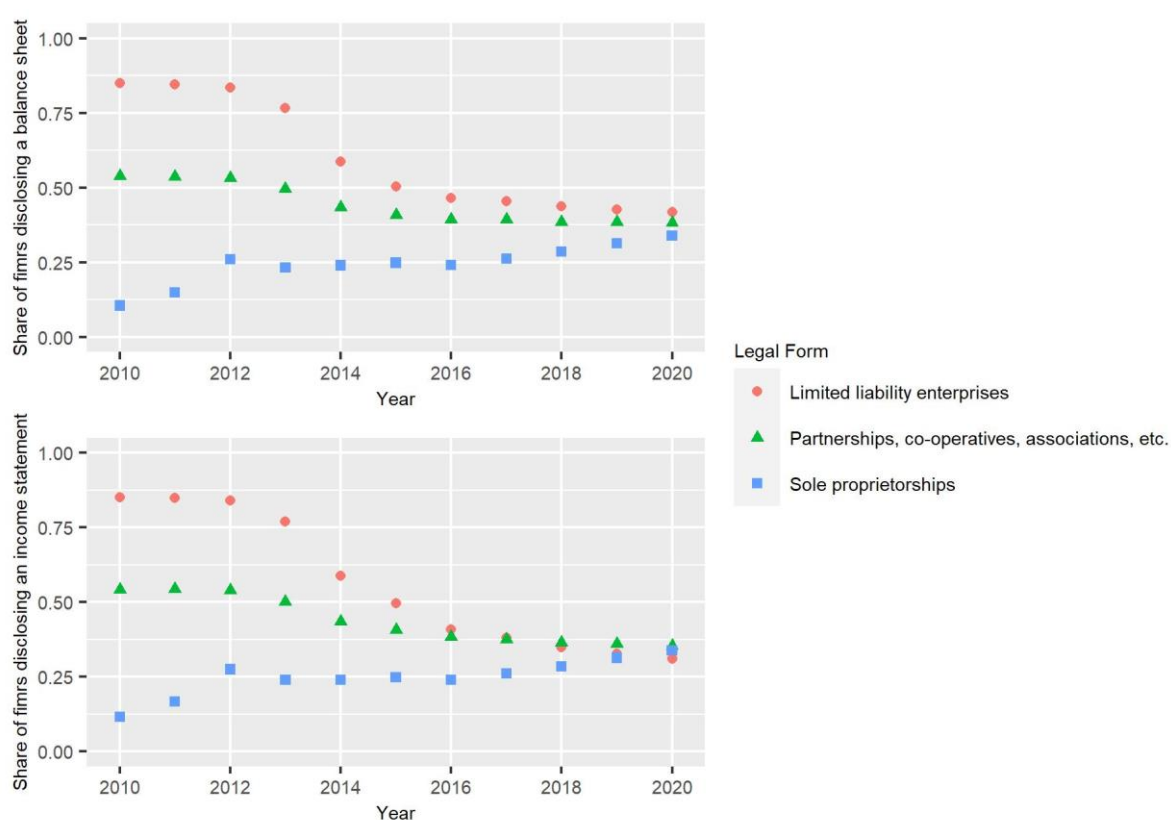 Share of fimrs disclosing a balance sheet
1.00
0.75
0.50
0.25
0.00
2010 2012 2014 2016 2018 2020
Year
Share of fimrs disclosing an income statement
1.00
0.75
0.50
0.25
0.00
2010 2012 2014 2016 2018 2020
Year
Legal Form
Limited liability enterprises
Partnerships, co-operatives, associations, etc.
Sole proprietorships